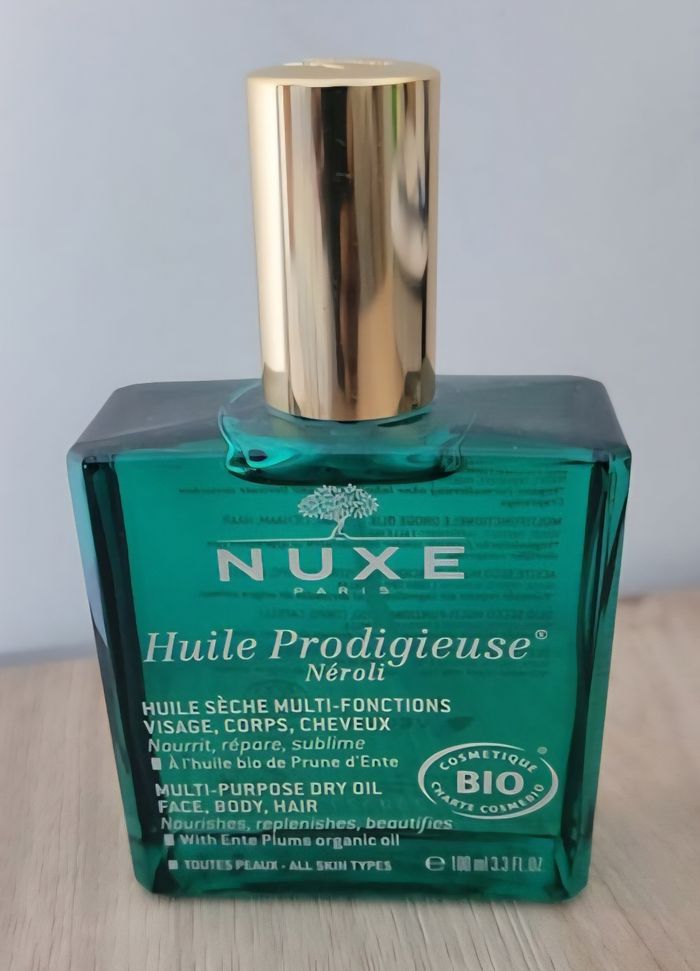 NUXE
PARIS
Huile Prodigieuse®
Néroli
HUILE SÈCHE MULTI-FONCTIONS
VISAGE, CORPS, CHEVEUX
Nourrit, répare, sublime
■ À l'huile bio de Prune d'Ente
MULTI-PURPOSE DRY OIL
FACE, BODY, HAIR
Nourishes, replenishes, beautifies
■ With Ente Plums organic oil
■ TOUTES PEAUX - ALL SKIN TYPES
COSMETIQUE ®
BIO
CHARTE COSMEBIO
℮ 100 ml 3.3 FL.OZ